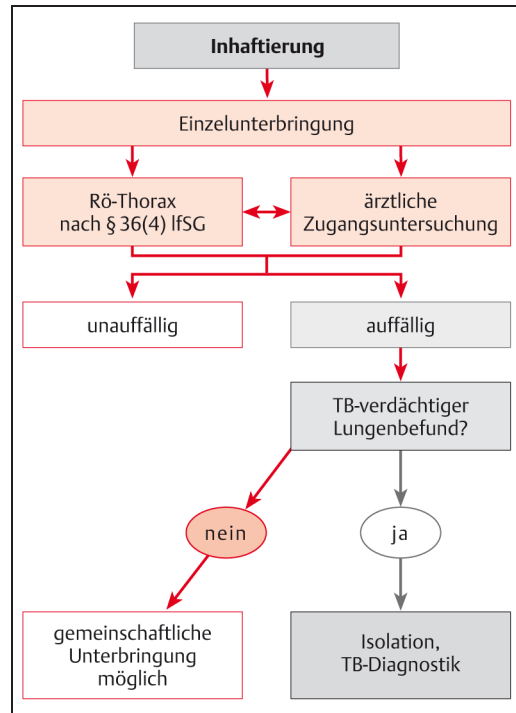 Inhaftierung
Einzelunterbringung
Rö-Thorax
nach § 36(4) IfSG
ärztliche
Zugangsuntersuchung
unauffällig
auffällig
TB-verdächtiger
Lungenbefund?
nein
ja
gemeinschaftliche
Unterbringung
möglich
Isolation,
TB-Diagnostik